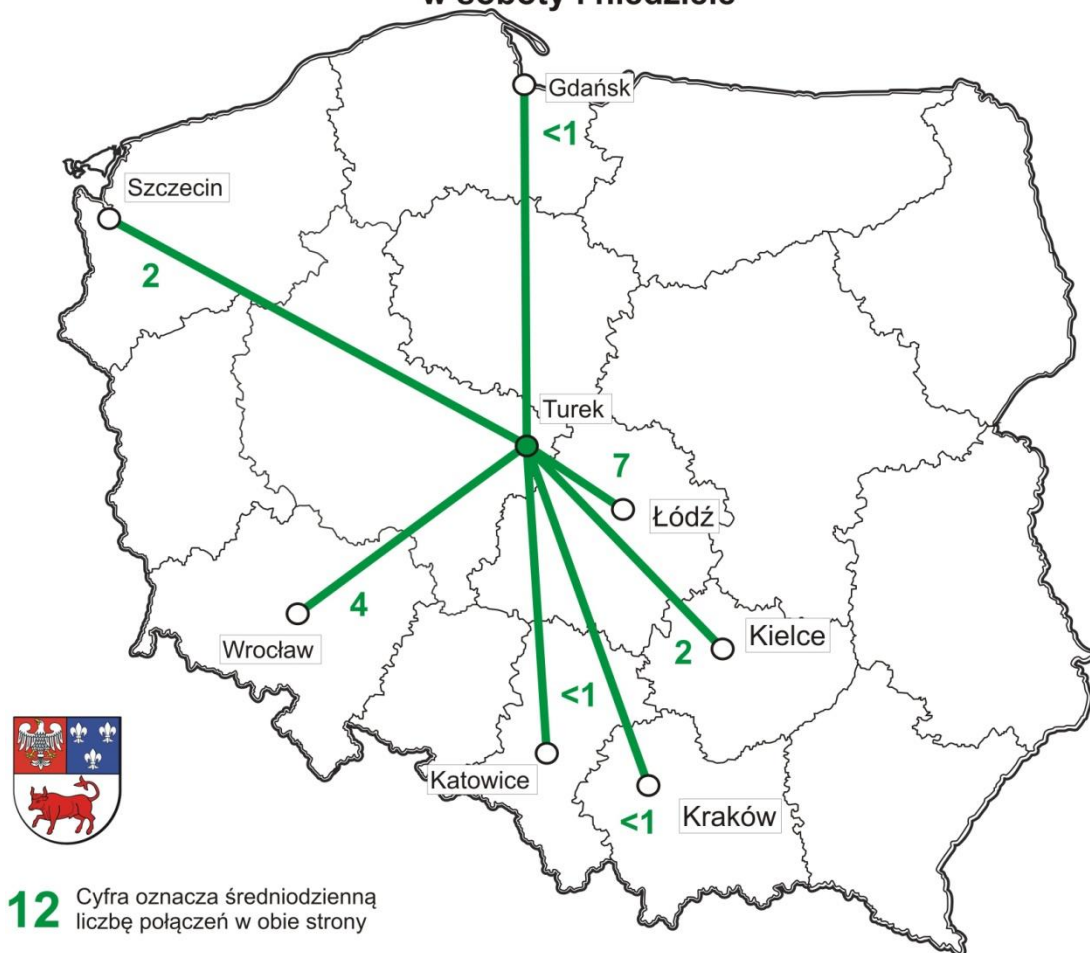 w soboty i niedziele
Gdańsk
<1
Szczecin
2
Turek
7
Łódź
4
Wrocław
Kielce
2
<1
Katowice
<1
Kraków
12 Cyfra oznacza średniodzienną
liczbę połączeń w obie strony